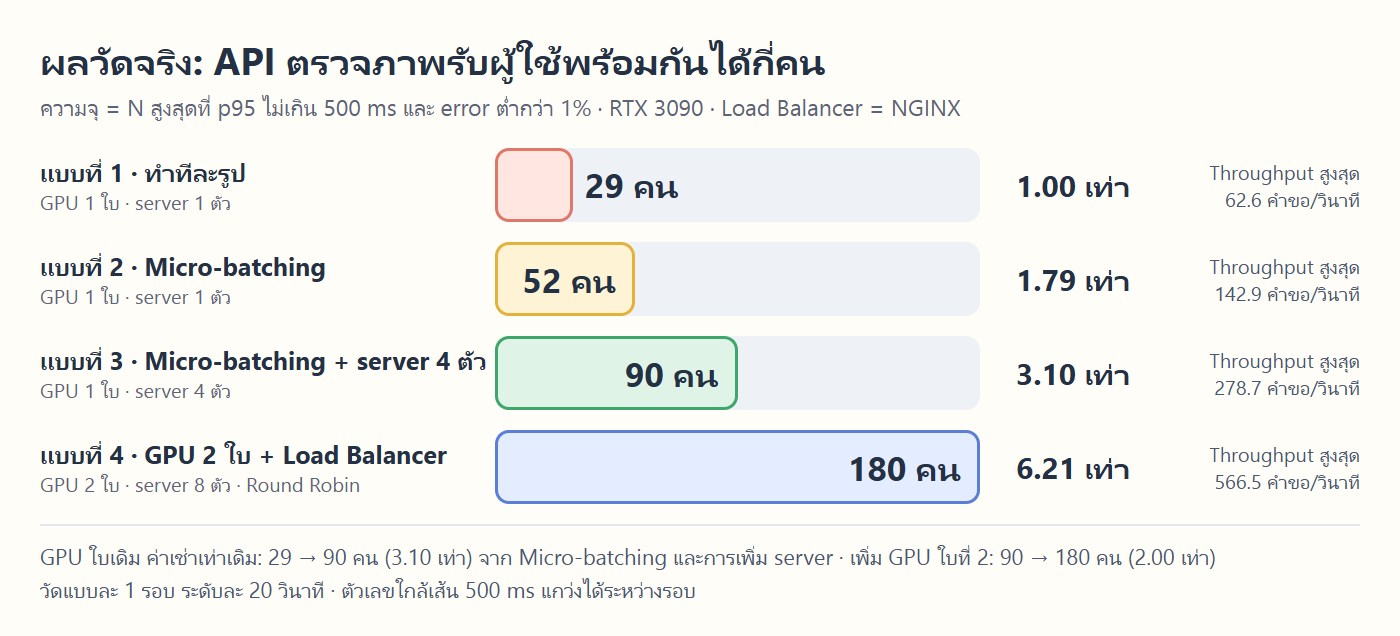 ผลวัดจริง: API ตรวจภาพรับผู้ใช้พร้อมกันได้กี่คน
ความจุ = N สูงสุดที่ p95 ไม่เกิน 500 ms และ error ต่ำกว่า 1% · RTX 3090 · Load Balancer = NGINX
แบบที่ 1 · ทำทีละรูป
GPU 1 ใบ · server 1 ตัว
29 คน
1.00 เท่า
Throughput สูงสุด
62.6 คำขอ/วินาที
แบบที่ 2 · Micro-batching
GPU 1 ใบ · server 1 ตัว
52 คน
1.79 เท่า
Throughput สูงสุด
142.9 คำขอ/วินาที
แบบที่ 3 · Micro-batching + server 4 ตัว
GPU 1 ใบ · server 4 ตัว
90 คน
3.10 เท่า
Throughput สูงสุด
278.7 คำขอ/วินาที
แบบที่ 4 · GPU 2 ใบ + Load Balancer
GPU 2 ใบ · server 8 ตัว · Round Robin
180 คน
6.21 เท่า
Throughput สูงสุด
566.5 คำขอ/วินาที
GPU ใบเดิม ค่าเช่าเท่าเดิม: 29 → 90 คน (3.10 เท่า) จาก Micro-batching และการเพิ่ม server · เพิ่ม GPU ใบที่ 2: 90 → 180 คน (2.00 เท่า)
วัดแบบละ 1 รอบ ระดับละ 20 วินาที · ตัวเลขใกล้เส้น 500 ms แกว่งได้ระหว่างรอบ